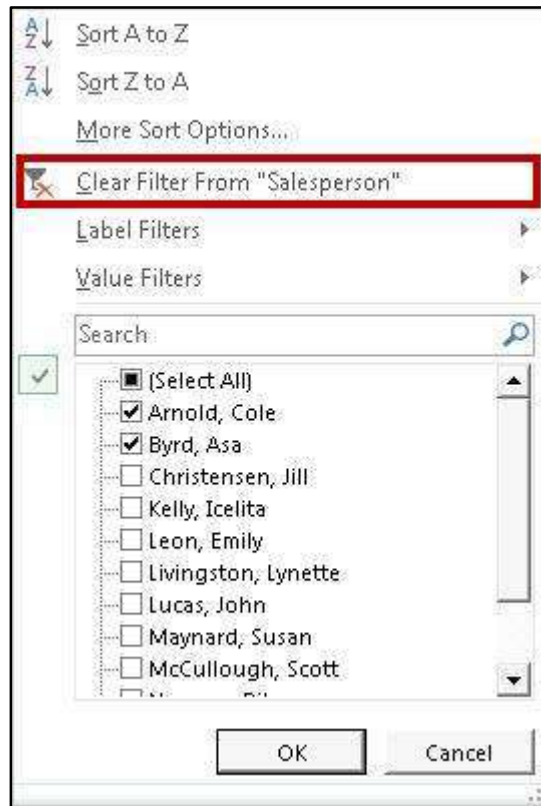 Sort A to Z
Sort Z to A
More Sort Options...
Clear Filter From "Salesperson"
Label Filters
Value Filters
Search
(Select All)
Arnold, Cole
Byrd, Asa
Christensen, Jill
Kelly, Icelita
Leon, Emily
Livingston, Lynette
Lucas, John
Maynard, Susan
McCullough, Scott
OK
Cancel